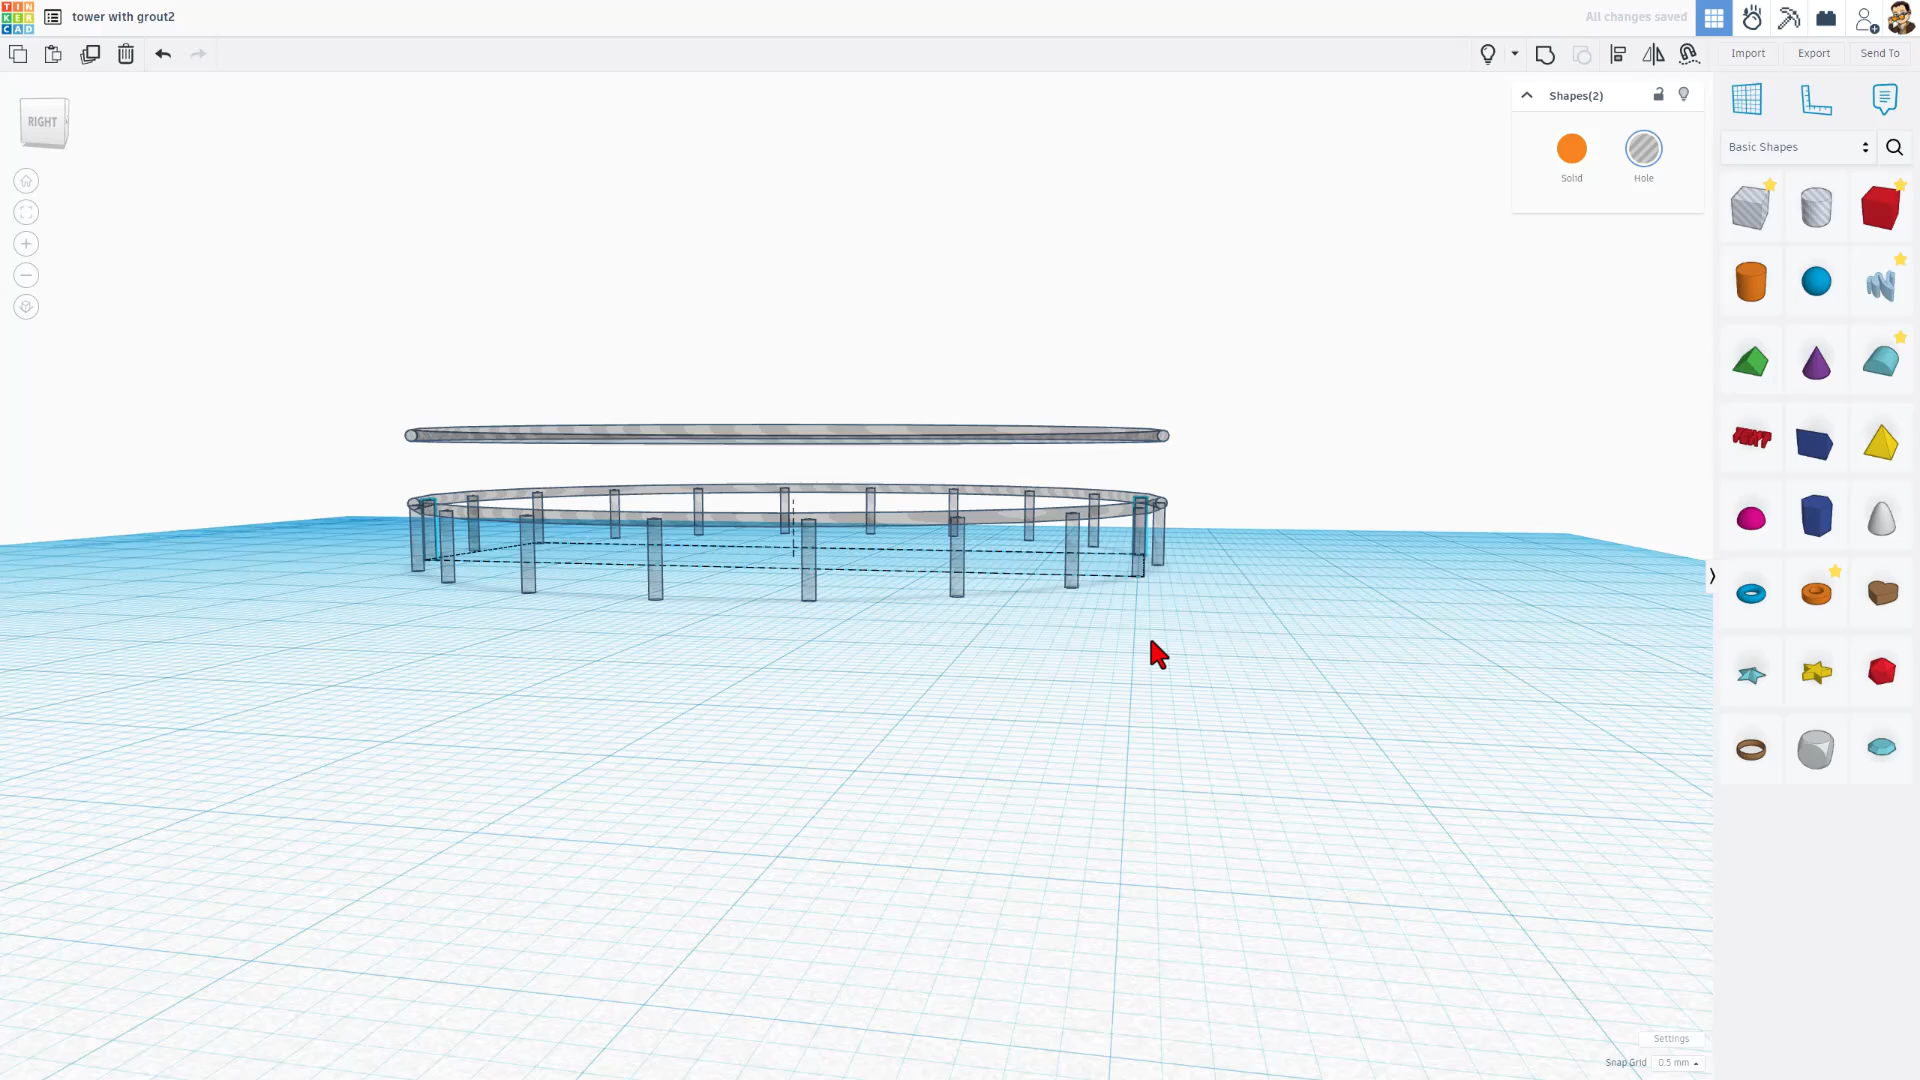 TIN
KER
CAD
tower with grout2
All changes saved
Import
Export
Send To
RIGHT
Shapes(2)
Solid
Hole
Basic Shapes
TEXT
Settings
Snap Grid
0.5 mm